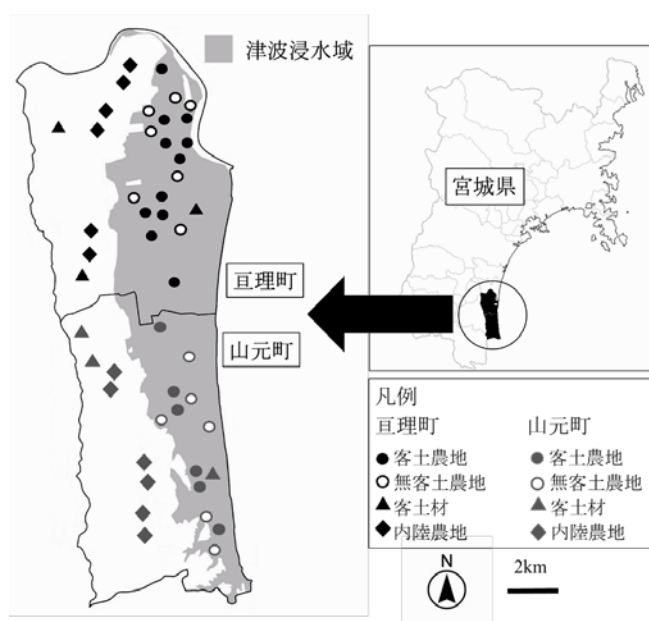 津波浸水域
宮城県
亘理町
山元町
凡例
亘理町
山元町
客土農地
客土農地
無客土農地
無客土農地
客土材
客土材
内陸農地
内陸農地
N
2km